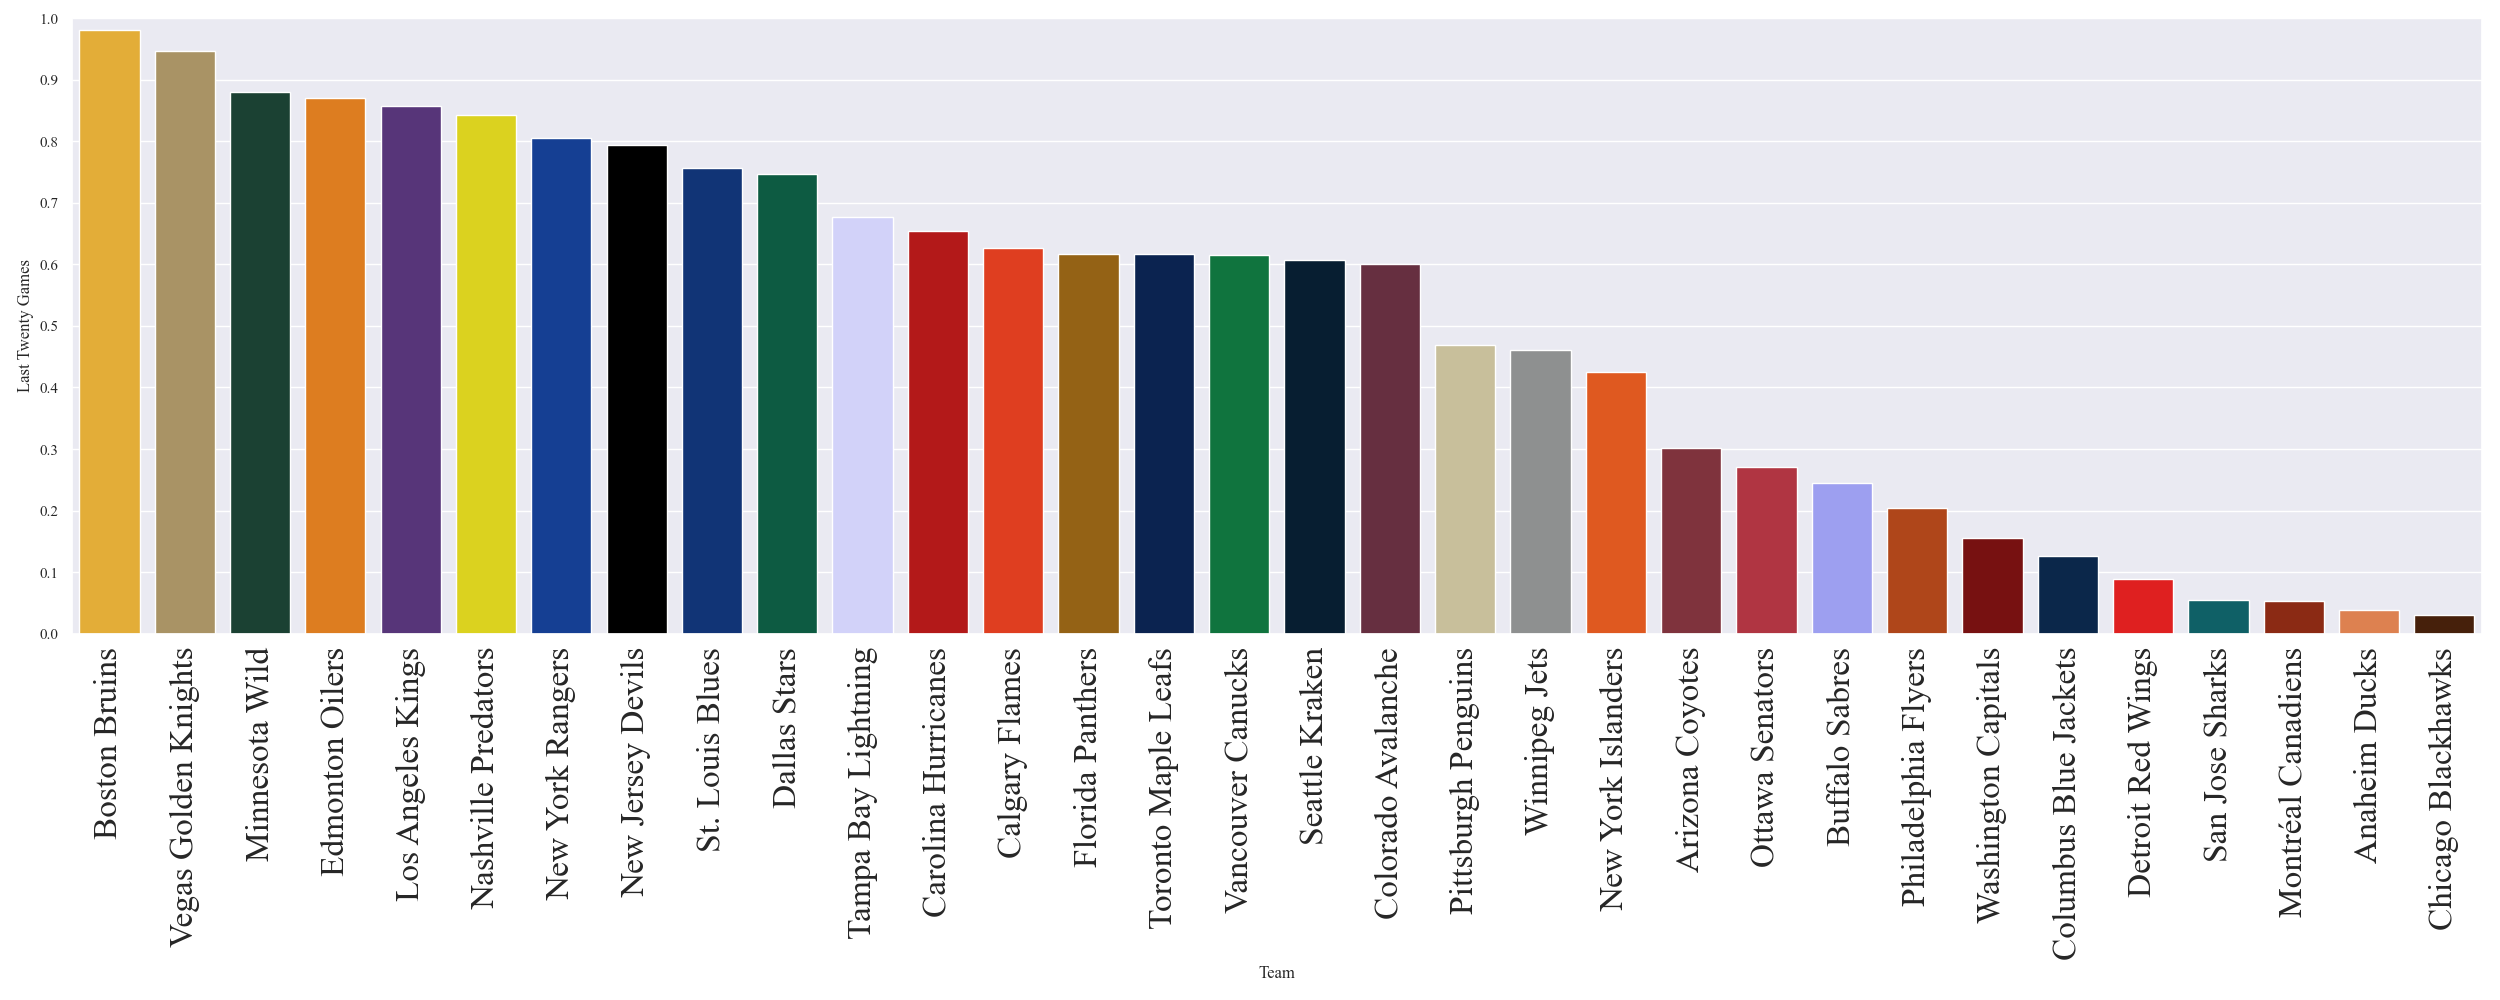 1.0
0.9
0.8
0.7
0.6
0.5
0.4
0.3
0.2
0.1
0.0
Last Twenty Games
Boston Bruins
Vegas Golden Knights
Minnesota Wild
Edmonton Oilers
Los Angeles Kings
Nashville Predators
New York Rangers
New Jersey Devils
St. Louis Blues
Dallas Stars
Tampa Bay Lightning
Carolina Hurricanes
Calgary Flames
Florida Panthers
Toronto Maple Leafs
Vancouver Canucks
Seattle Kraken
Colorado Avalanche
Pittsburgh Penguins
Winnipeg Jets
New York Islanders
Arizona Coyotes
Ottawa Senators
Buffalo Sabres
Philadelphia Flyers
Washington Capitals
Columbus Blue Jackets
Detroit Red Wings
San Jose Sharks
Montréal Canadiens
Anaheim Ducks
Chicago Blackhawks
Team